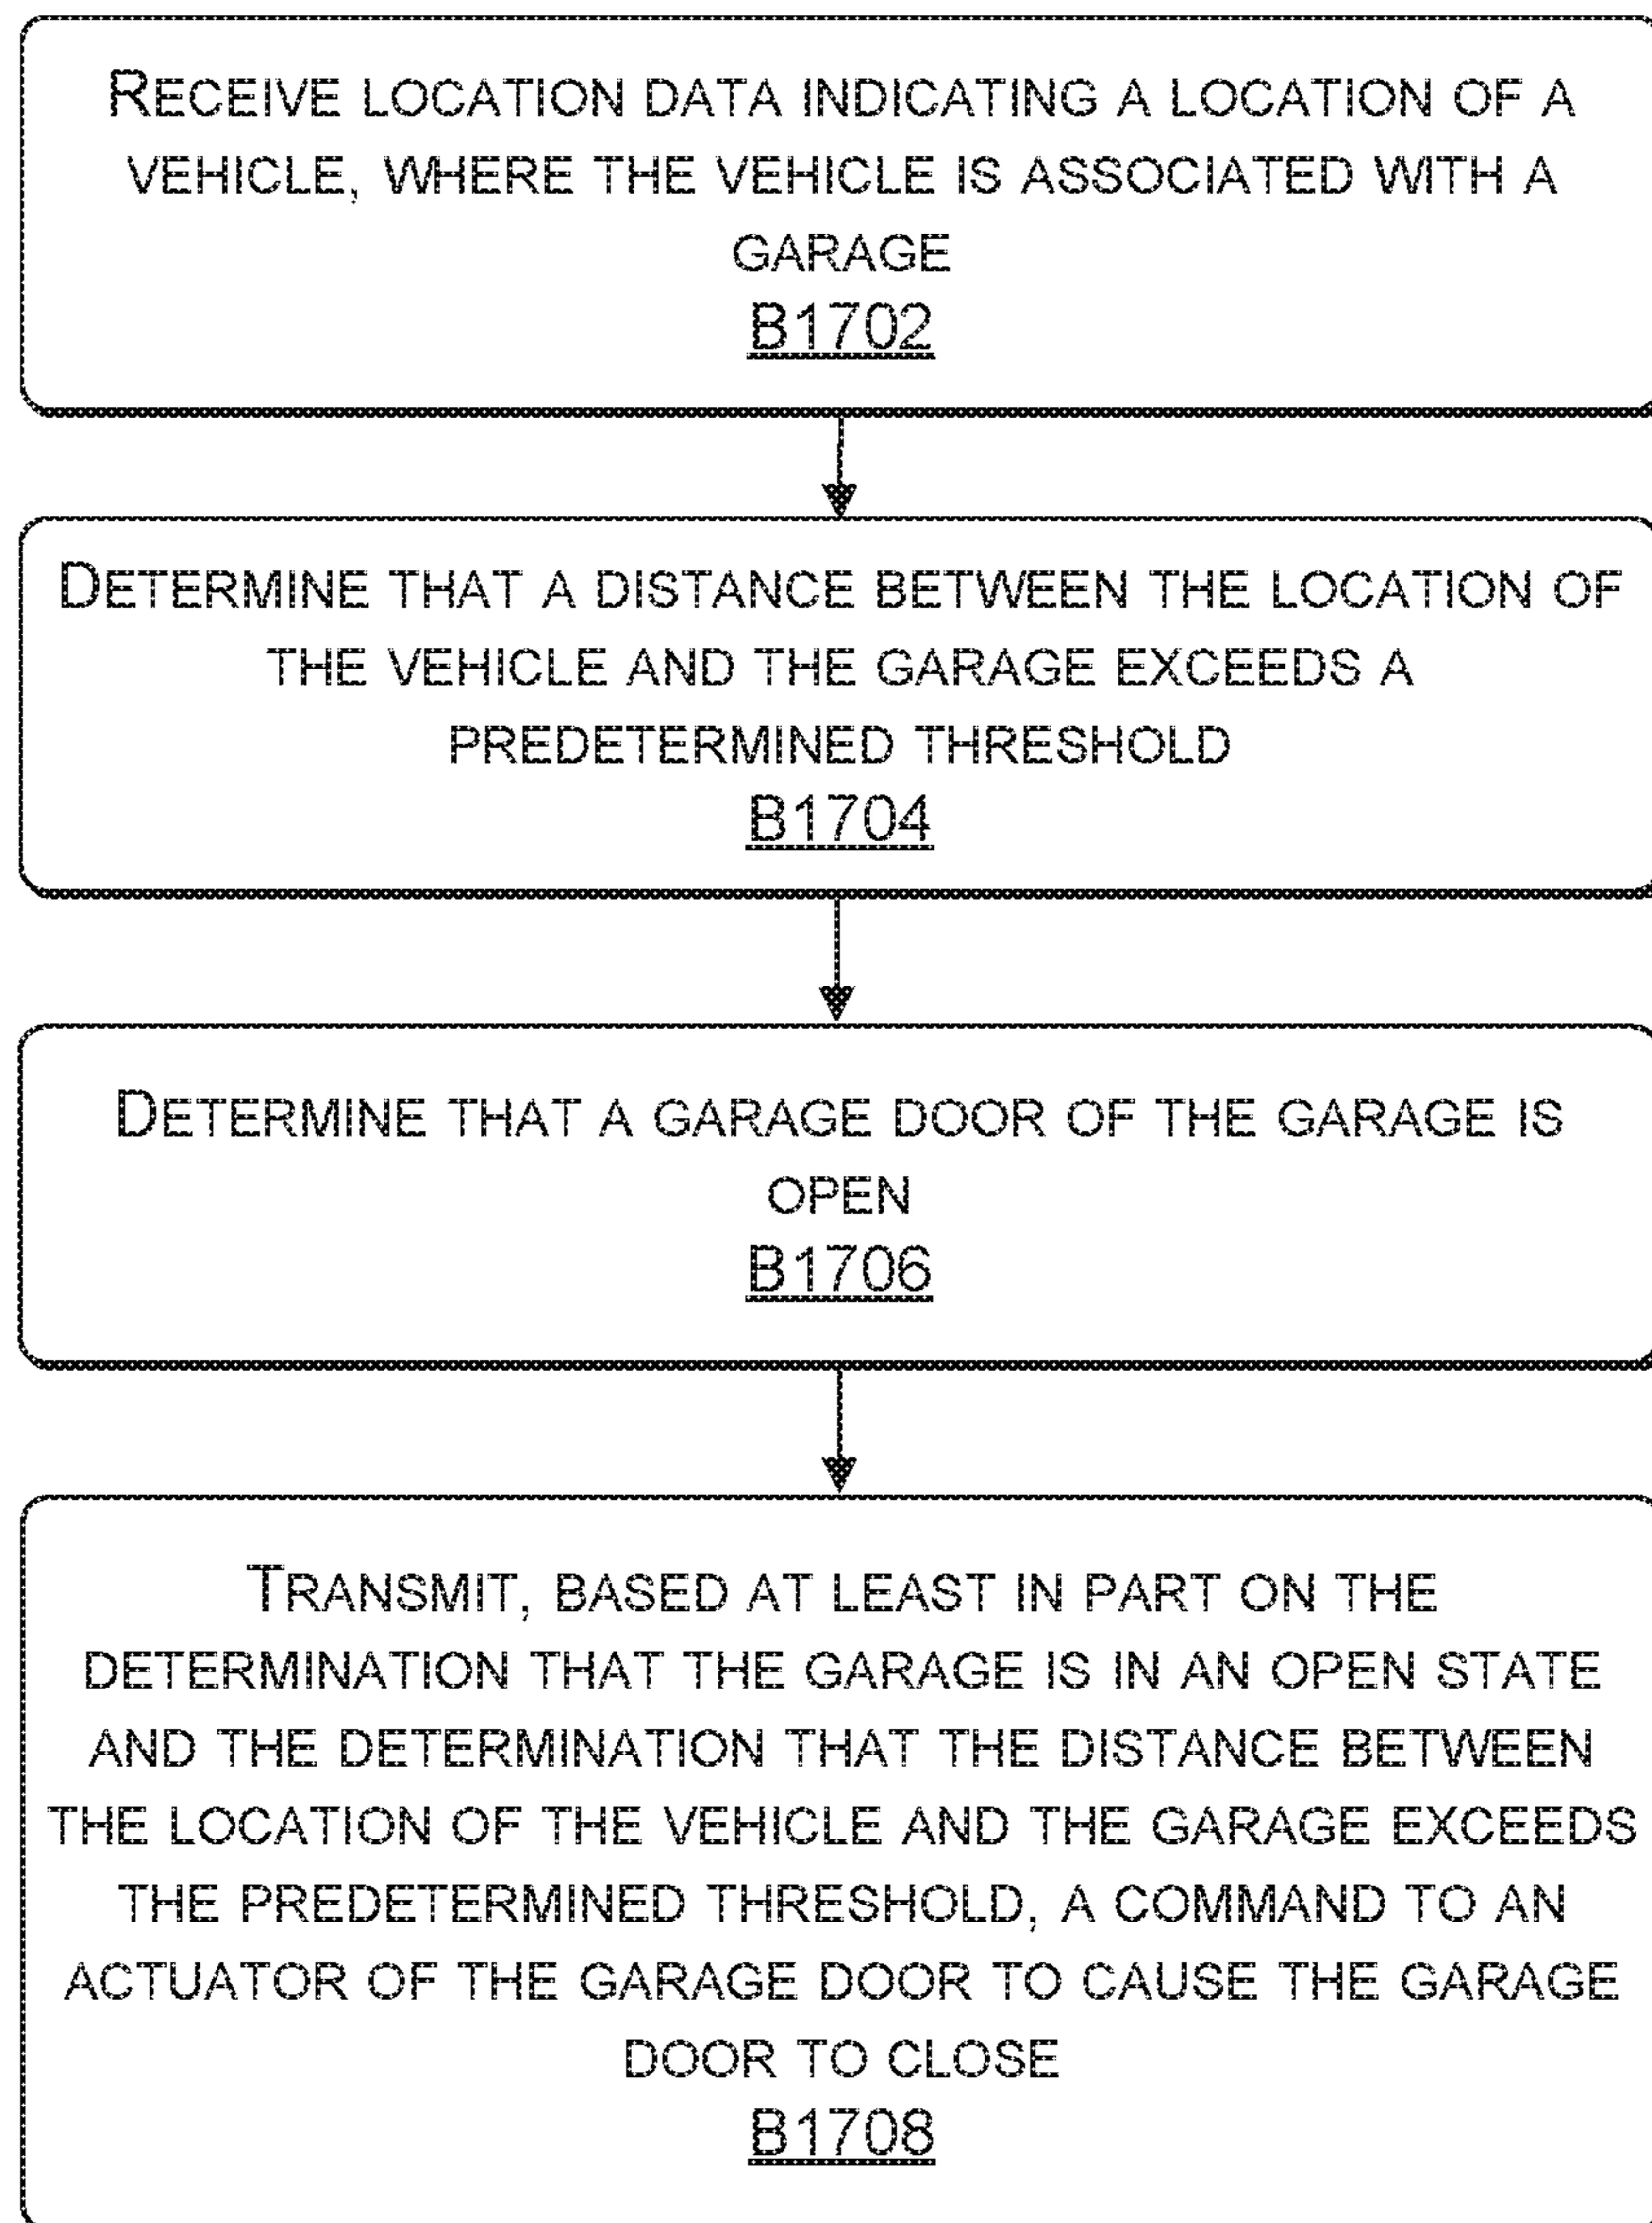 RECEIVE LOCATION DATA INDICATING A LOCATION OF A
VEHICLE, WHERE THE VEHICLE IS ASSOCIATED WITH A
GARAGE
B1702
DETERMINE THAT A DISTANCE BETWEEN THE LOCATION OF
THE VEHICLE AND THE GARAGE EXCEEDS A
PREDETERMINED THRESHOLD
B1704
DETERMINE THAT A GARAGE DOOR OF THE GARAGE IS
OPEN
B1706
TRANSMIT, BASED AT LEAST IN PART ON THE
DETERMINATION THAT THE GARAGE IS IN AN OPEN STATE
AND THE DETERMINATION THAT THE DISTANCE BETWEEN
THE LOCATION OF THE VEHICLE AND THE GARAGE EXCEEDS
THE PREDETERMINED THRESHOLD, A COMMAND TO AN
ACTUATOR OF THE GARAGE DOOR TO CAUSE THE GARAGE
DOOR TO CLOSE
B1708